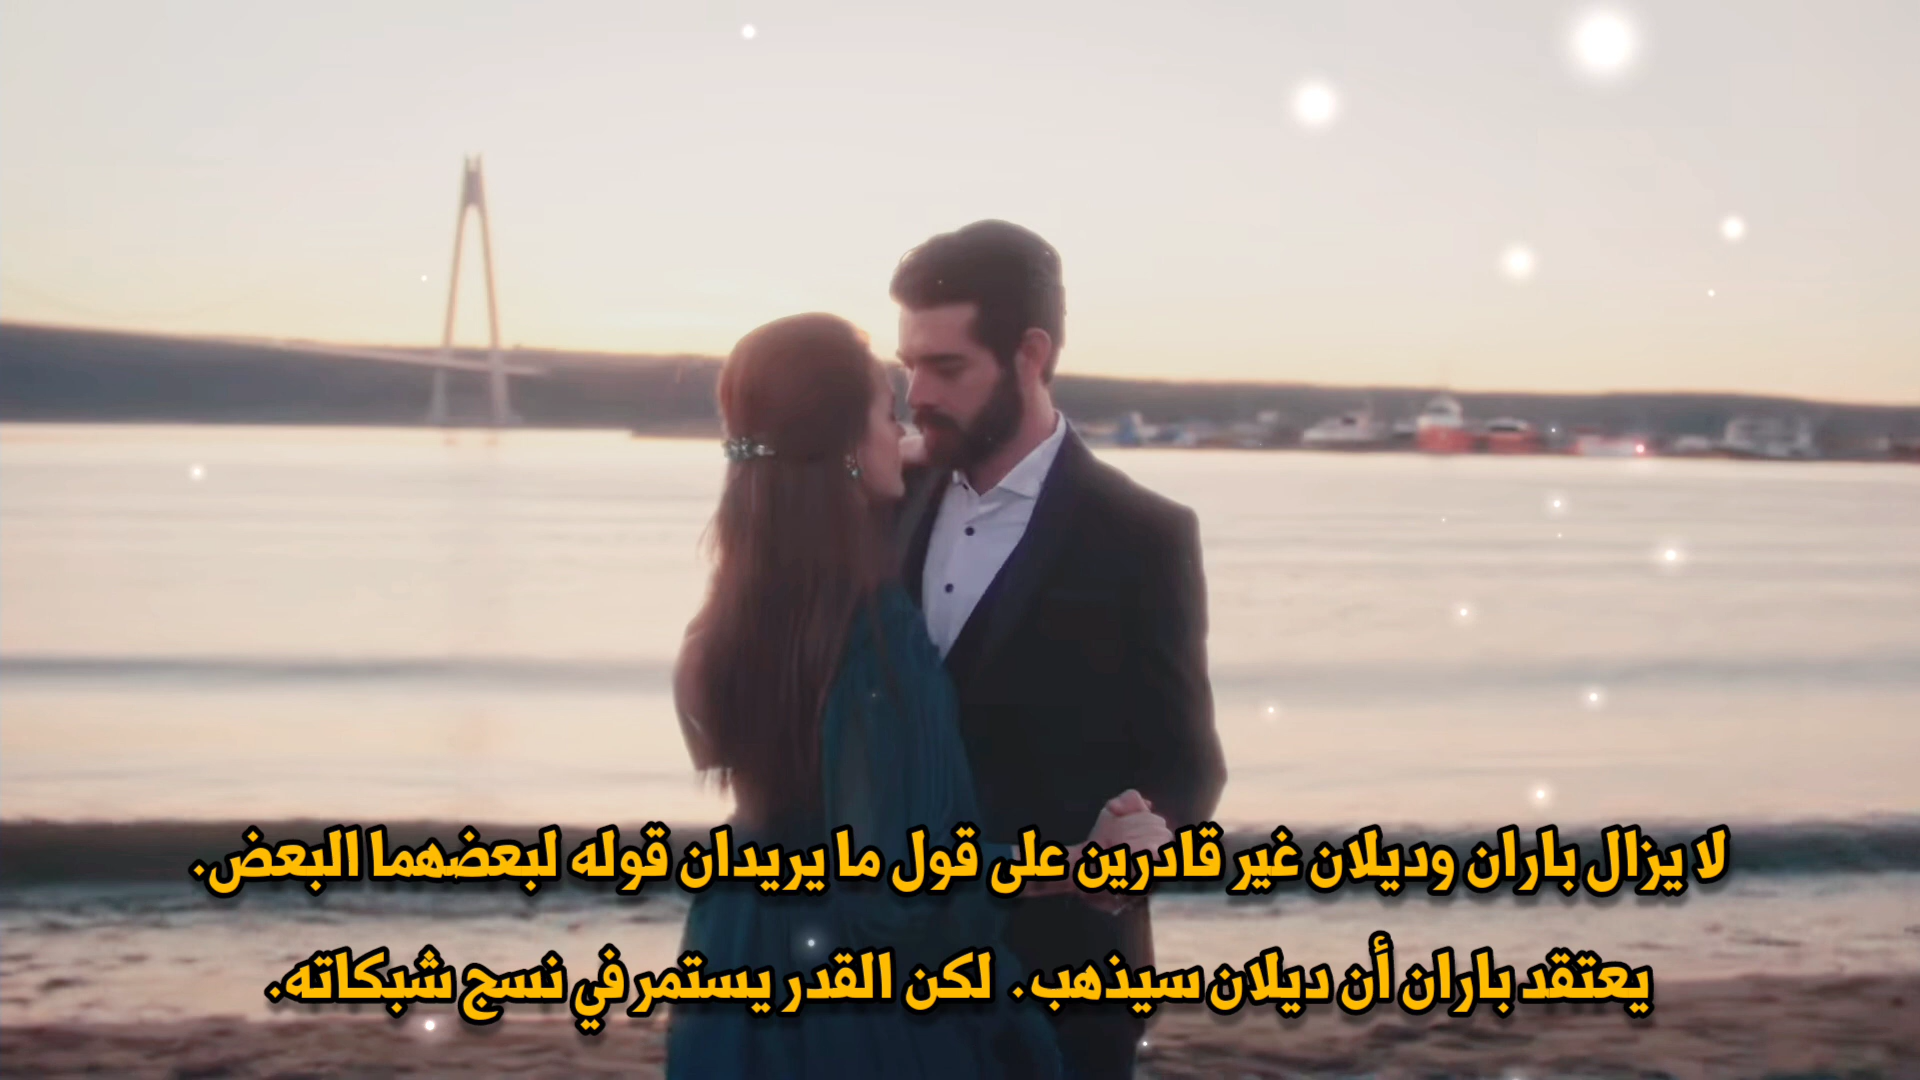 لا يزال باران وديلان غير قادرين على قول ما يريدان قوله لبعضهما البعض.
يعتقد باران أن ديلان سيذهب. لكن القدر يستمر في نسج شبكاته.